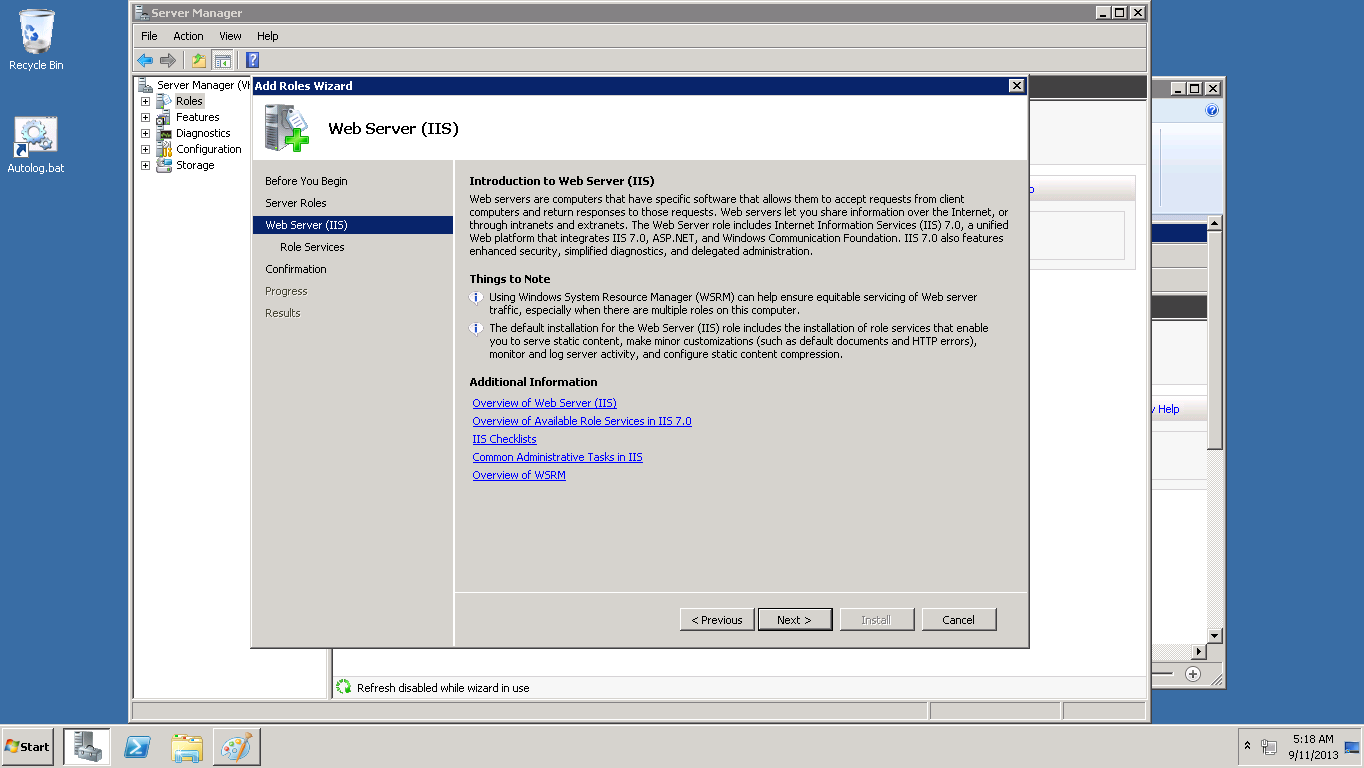 Recycle Bin
Autolog.bat
Server Manager
File Action View Help
Server Manager (
Roles
Features
Diagnostics
Configuration
Storage
Add Roles Wizard
Web Server (IIS)
Before You Begin
Server Roles
Web Server (IIS)
Role Services
Confirmation
Progress
Results
Introduction to Web Server (IIS)
Web servers are computers that have specific software that allows them to accept requests from client
computers and return responses to those requests. Web servers let you share information over the Internet, or
through intranets and extranets. The Web Server role includes Internet Information Services (IIS) 7.0, a unified
Web platform that integrates IIS 7.0, ASP.NET, and Windows Communication Foundation. IIS 7.0 also features
enhanced security, simplified diagnostics, and delegated administration.
Things to Note
Using Windows System Resource Manager (WSRM) can help ensure equitable servicing of Web server
traffic, especially when there are multiple roles on this computer.
The default installation for the Web Server (IIS) role includes the installation of role services that enable
you to serve static content, make minor customizations (such as default documents and HTTP errors),
monitor and log server activity, and configure static content compression.
Additional Information
Overview of Web Server (IIS)
Overview of Available Role Services in IIS 7.0
IIS Checklists
Common Administrative Tasks in IIS
Overview of WSRM
< Previous Next > Install Cancel
Help
Refresh disabled while wizard in use
Start
5:18 AM
9/11/2013